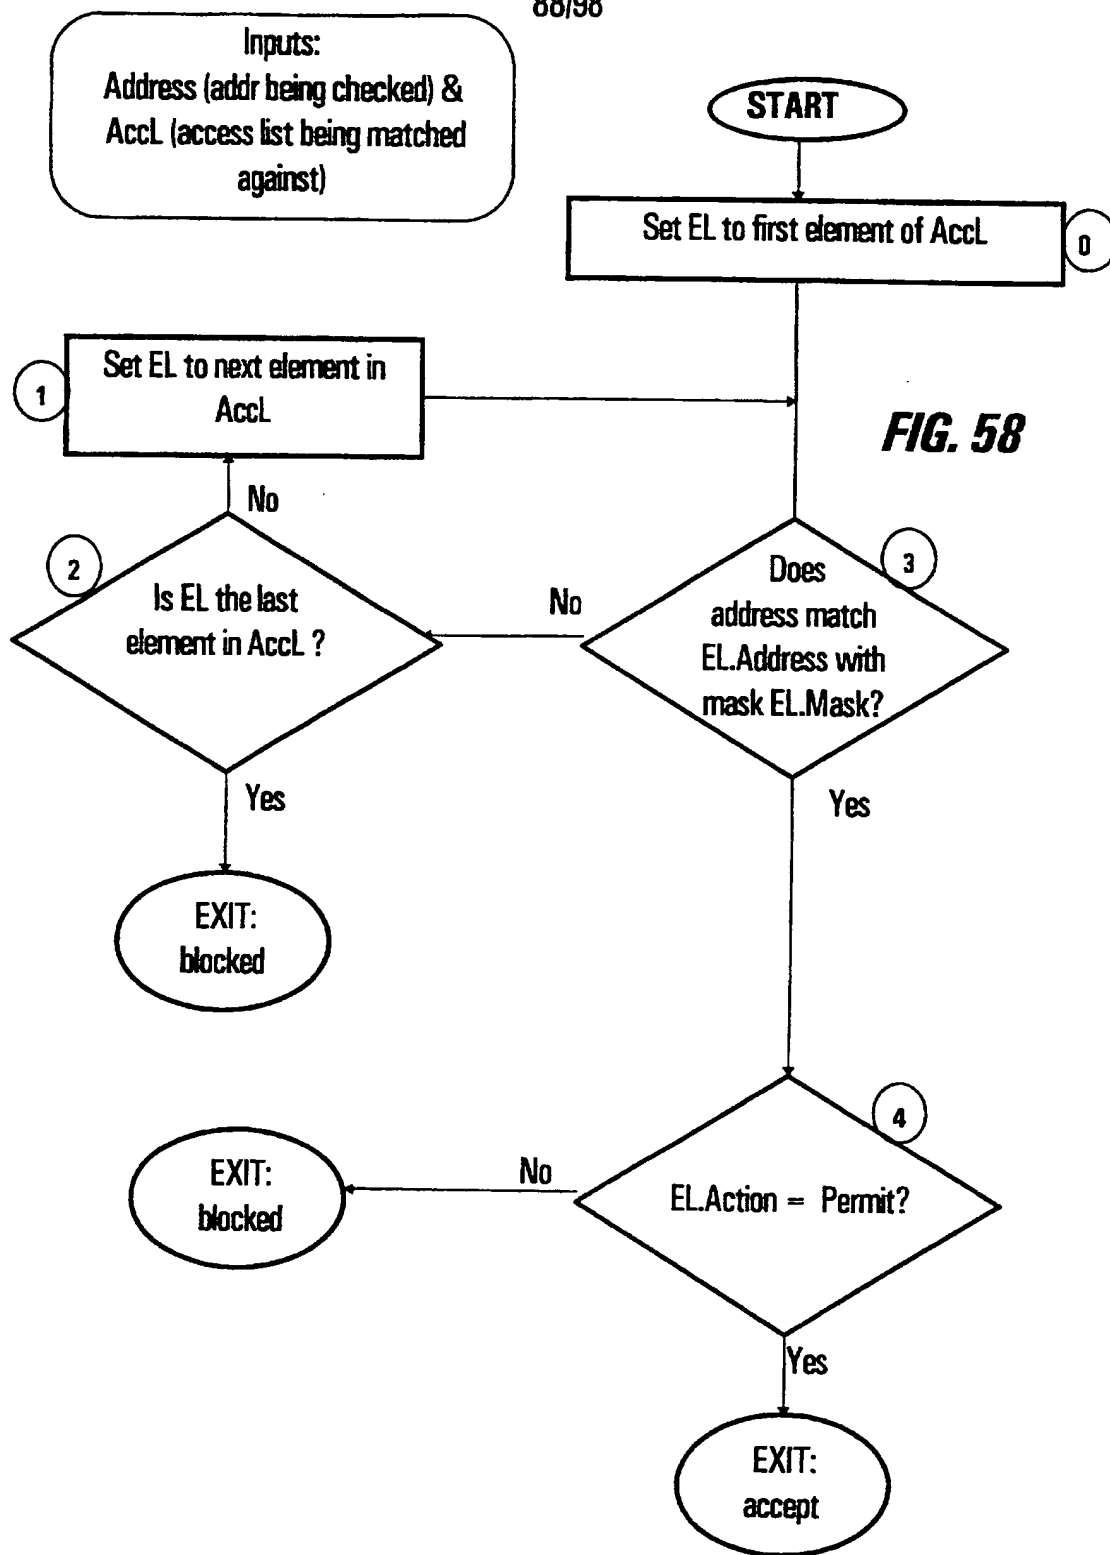 88/98
Inputs:
Address (addr being checked) &
AccL (access list being matched
against)
START
Set EL to first element of AccL
0
Set EL to next element in
AccL
1
FIG. 58
No
2
Is EL the last
element in AccL ?
No
3
Does
address match
EL.Address with
mask EL.Mask?
Yes
Yes
EXIT:
blocked
4
EXIT:
blocked
No
EL.Action = Permit?
Yes
EXIT:
accept